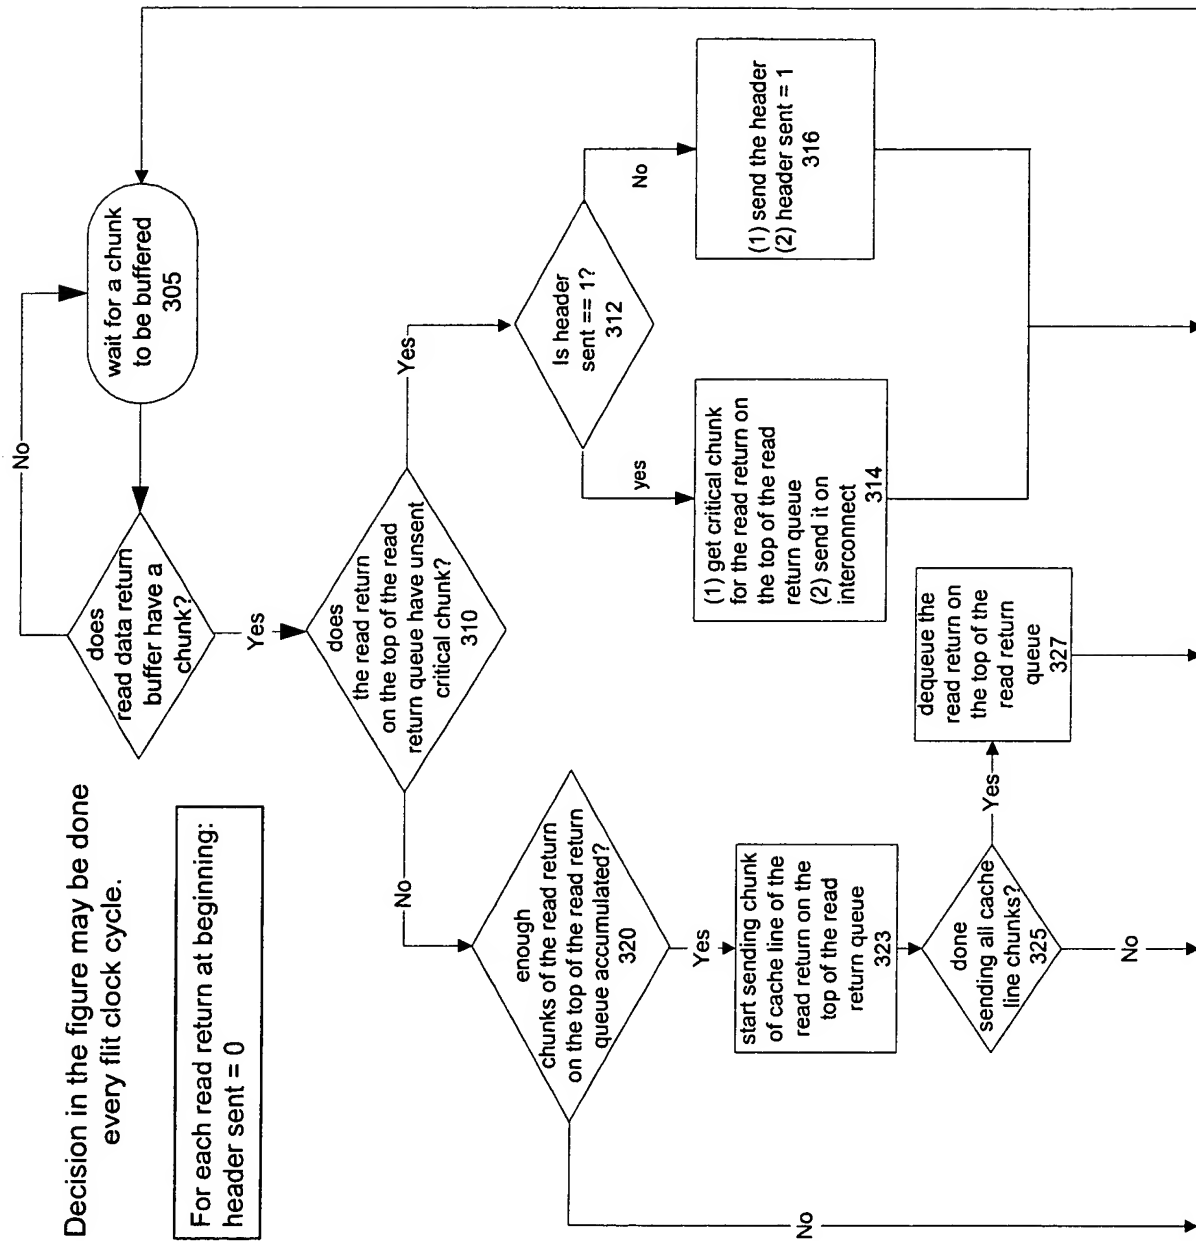 Decision in the figure may be done
every flit clock cycle.
For each read return at beginning:
header sent = 0
No
wait for a chunk
to be buffered
305
does
read data return
buffer have a
chunk?
Yes
does
the read return
on the top of the read
return queue have unsent
critical chunk?
310
Yes
No
Is header
sent == 1?
312
No
yes
(1) send the header
(2) header sent = 1
316
(1) get critical chunk
for the read return on
the top of the read
return queue
(2) send it on
interconnect
314
enough
chunks of the read return
on the top of the read return
queue accumulated?
320
Yes
No
start sending chunk
of cache line of the
read return on the
top of the read
return queue
323
done
sending all cache
line chunks?
325
Yes
No
dequeue the
read return on
the top of the
read return
queue
327